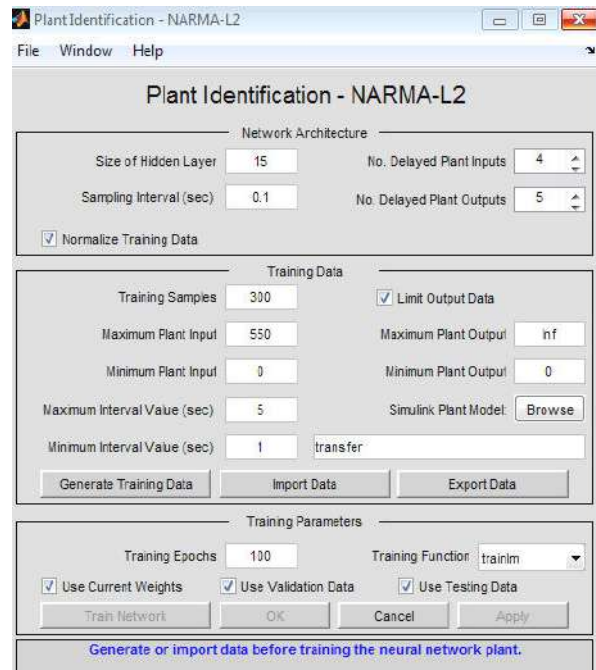 Plant Identification - NARMA-L2
File Window Help
Plant Identification - NARMA-L2
Network Architecture
Size of Hidden Layer 15 No. Delayed Plant Inputs 4
Sampling Interval (sec) 0.1 No. Delayed Plant Outputs 5
Normalize Training Data
Training Data
Training Samples 300 Limit Output Data
Maximum Plant Input 550 Maximum Plant Output inf
Minimum Plant Input 0 Minimum Plant Output 0
Maximum Interval Value (sec) 5 Simulink Plant Model: Browse
Minimum Interval Value (sec) 1 transfer
Generate Training Data Import Data Export Data
Training Parameters
Training Epochs 100 Training Function trainlm
Use Current Weights Use Validation Data Use Testing Data
Train Network OK Cancel Apply
Generate or import data before training the neural network plant.